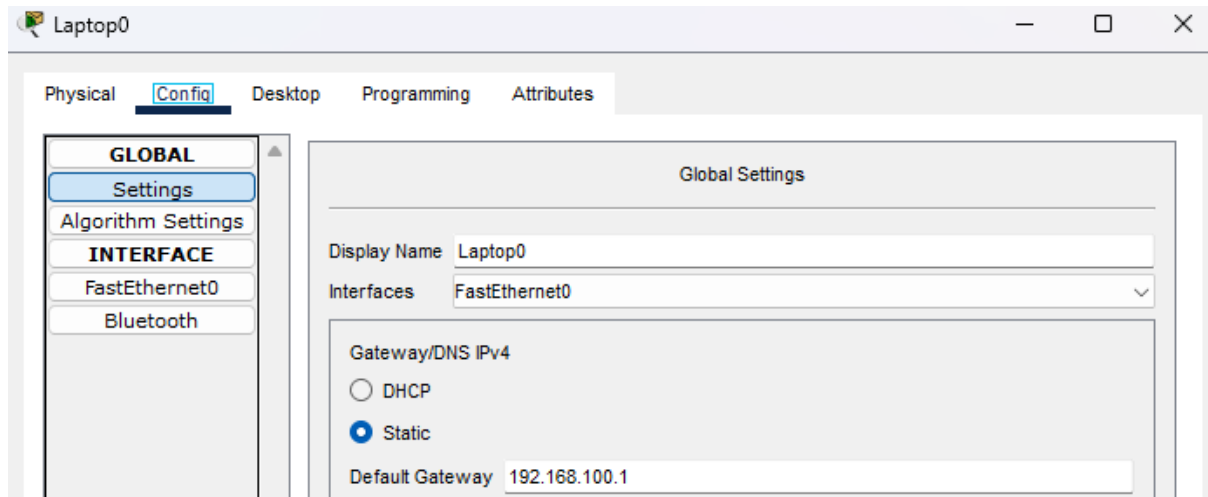 Laptop0
Physical Config Desktop Programming Attributes
GLOBAL
Settings
Algorithm Settings
INTERFACE
FastEthernet0
Bluetooth
Global Settings
Display Name Laptop0
Interfaces FastEthernet0
Gateway/DNS IPv4
DHCP
Static
Default Gateway 192.168.100.1